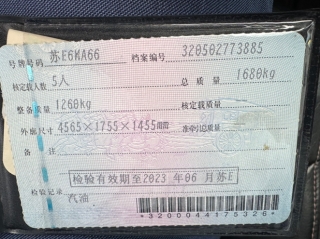 号牌号码 苏E6WA66 档案编号 320502773885
核定载人数 5人 总质量 1680kg
整备质量 1260kg 核定载质量
外廓尺寸 4565×1755×1455mm 准牵引总质量
备注
检验有效期至2023年06月苏E
检验记录
汽油
*3200044175326*